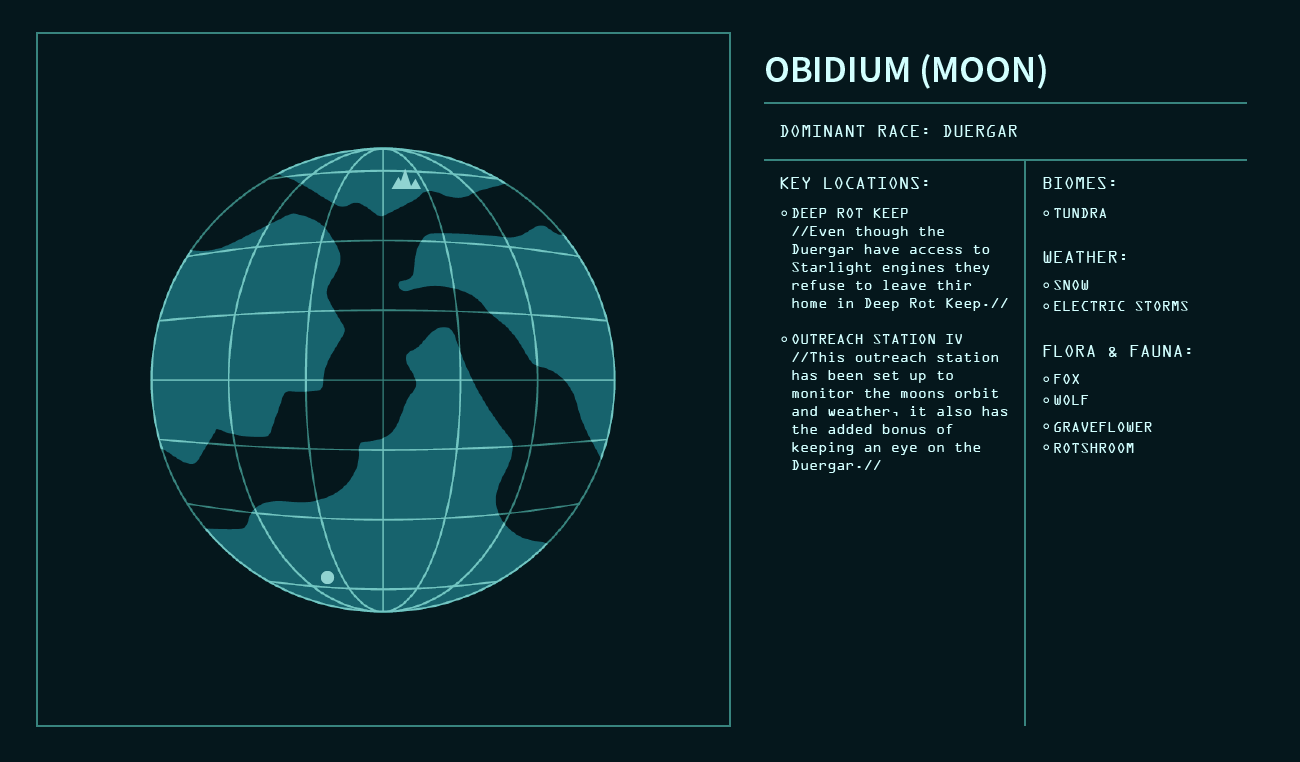 OBIDIUM (MOON)
DOMINANT RACE: DUERGAR
KEY LOCATIONS:
DEEP ROT KEEP
//Even though the
Duergar have access to
Starlight engines they
refuse to leave thir
home in Deep Rot Keep.//
OUTREACH STATION IV
//This outreach station
has been set up to
monitor the moons orbit
and weather, it also has
the added bonus of
keeping an eye on the
Duergar.//
BIOMES:
TUNDRA
WEATHER:
SNOW
ELECTRIC STORMS
FLORA & FAUNA:
FOX
WOLF
GRAVEFLOWER
ROTSHROOM